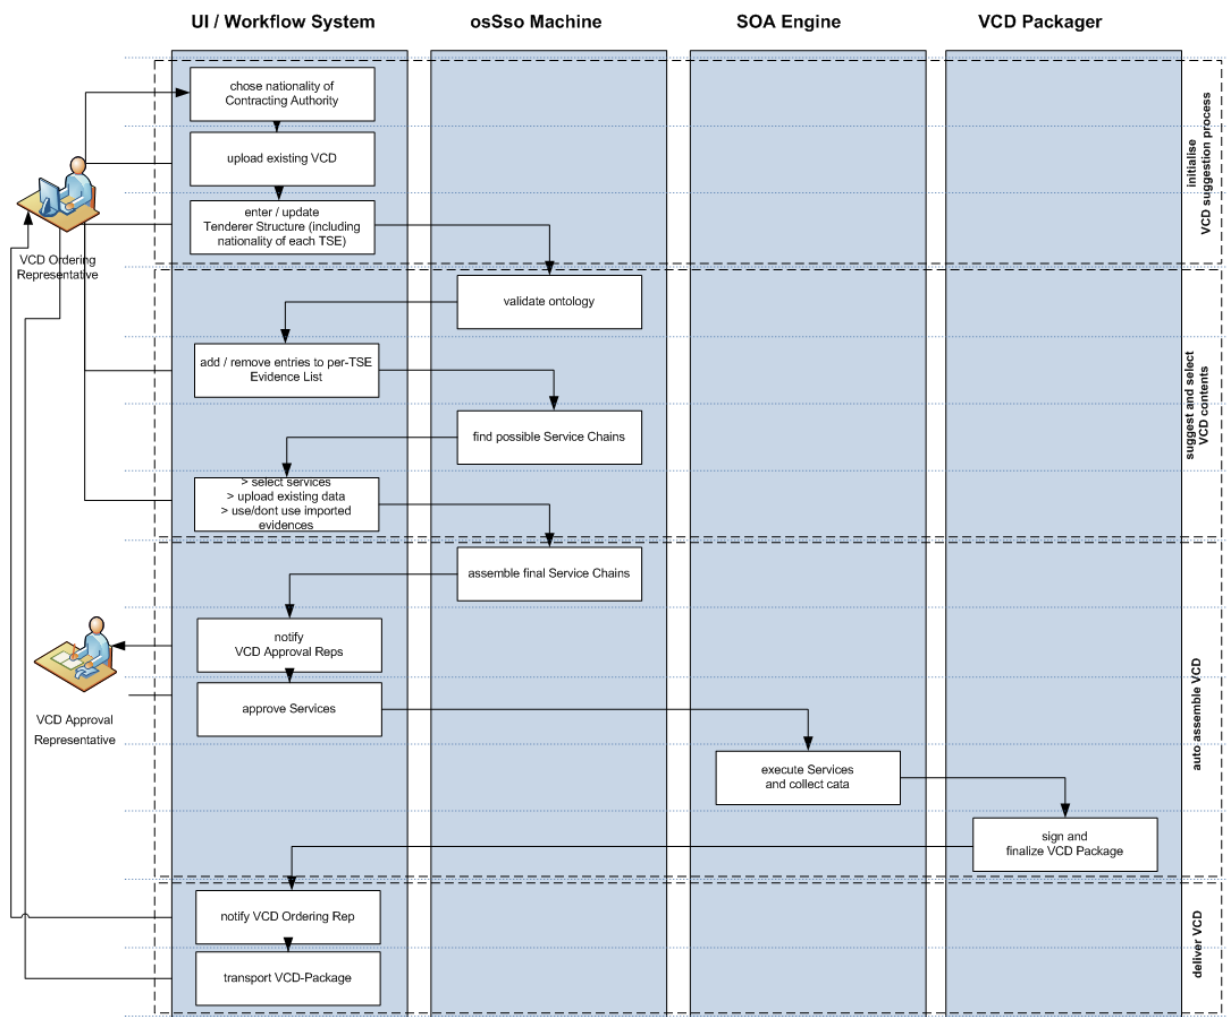 UI / Workflow System
osSso Machine
SOA Engine
VCD Packager
chose nationality of
Contracting Authority
upload existing VCD
enter / update
Tenderer Structure (including
nationality of each TSE)
initialise
VCD suggestion process
VCD Ordering
Representative
validate ontology
add / remove entries to per-TSE
Evidence List
find possible Service Chains
> select services
> upload existing data
> use/dont use imported
evidences
suggest and select
VCD contents
assemble final Service Chains
notify
VCD Approval Reps
VCD Approval
Representative
approve Services
execute Services
and collect cata
sign and
finalize VCD Package
auto assemble VCD
notify VCD Ordering Rep
transport VCD-Package
deliver VCD